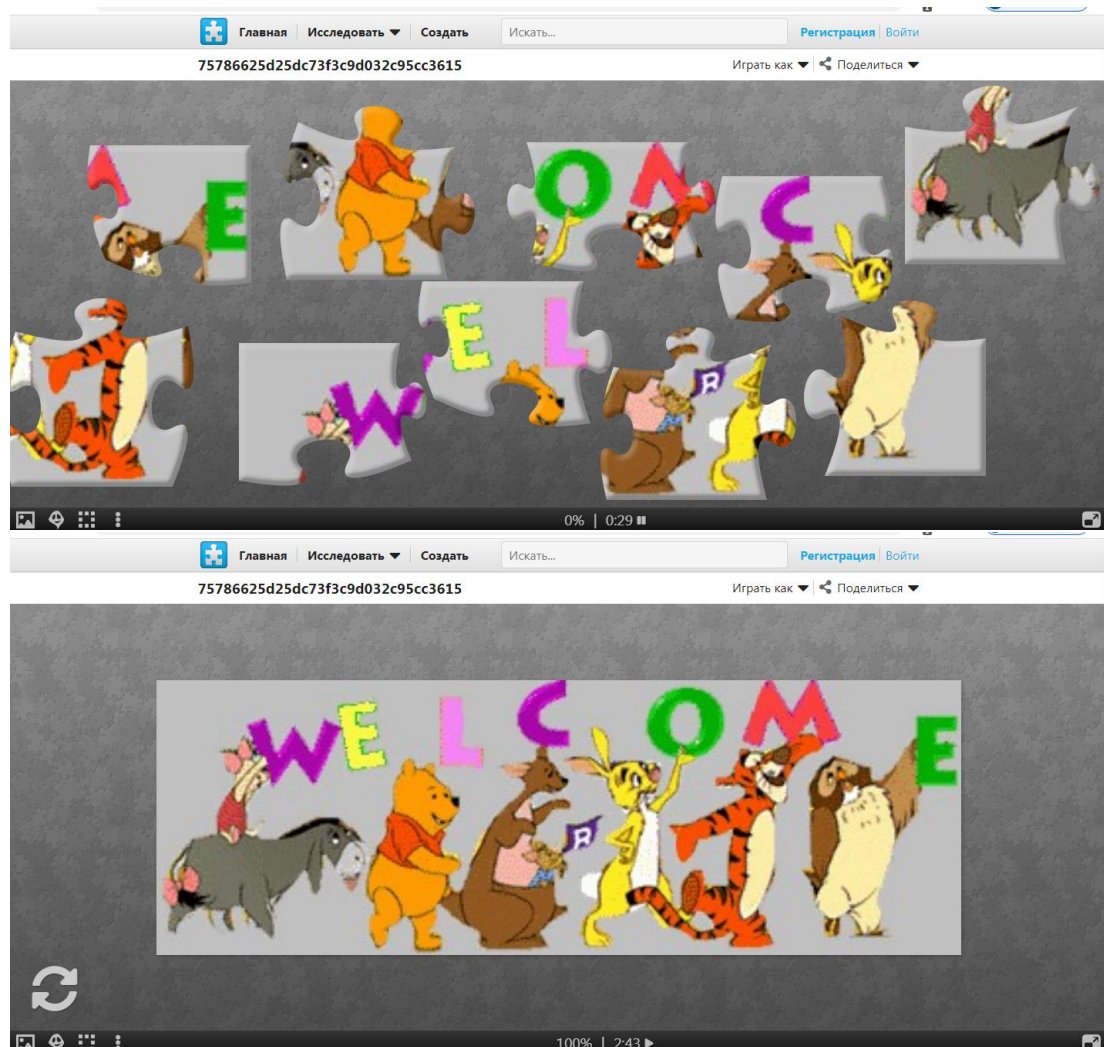 Главная Исследовать Создать Искать... Регистрация Войти
75786625d25dc73f3c9d032c95cc3615 Играть как Поделиться
E O M C
W E L R
0% | 0:29
Главная Исследовать Создать Искать... Регистрация Войти
75786625d25dc73f3c9d032c95cc3615 Играть как Поделиться
WELCOME
R
100% | 2:43